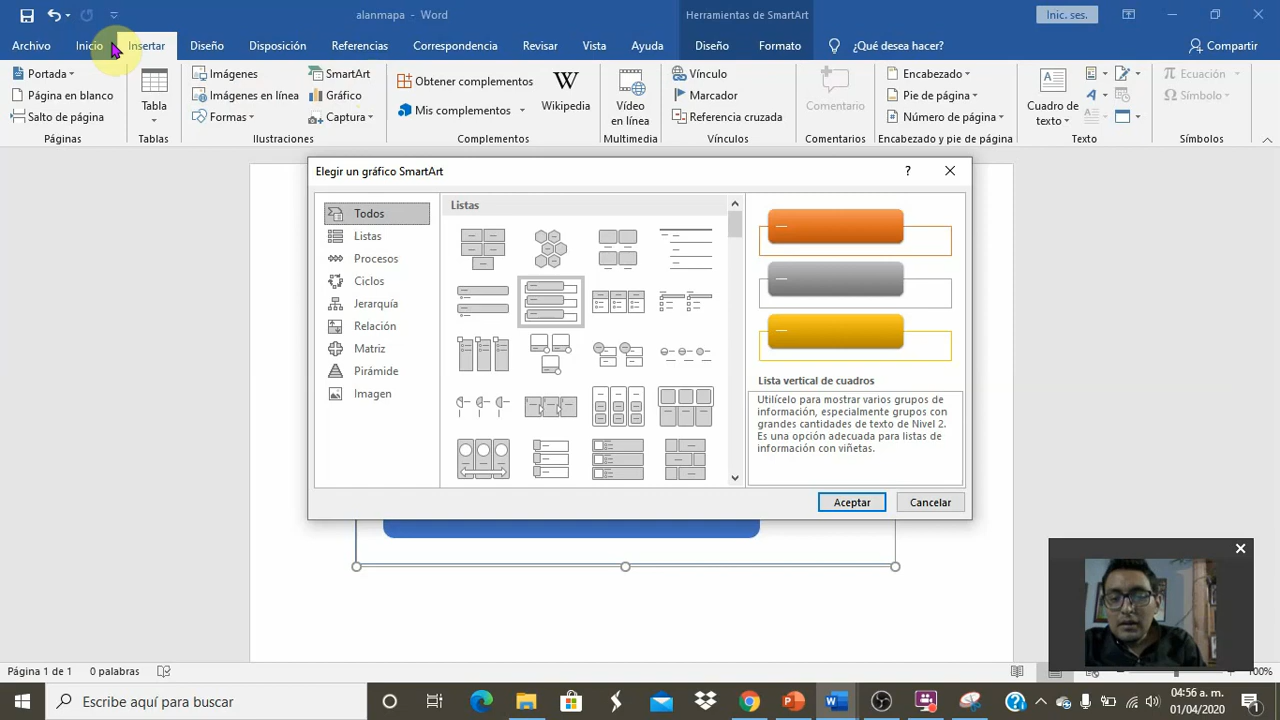 alanmapa - Word
Herramientas de SmartArt
Inic. ses.
Archivo
Inicio
Insertar
Diseño
Disposición
Referencias
Correspondencia
Revisar
Vista
Ayuda
Diseño
Formato
¿Qué desea hacer?
Compartir
Portada
Página en blanco
Salto de página
Páginas
Tabla
Tablas
Imágenes
Imágenes en línea
Formas
SmartArt
Gráfico
Captura
Ilustraciones
Obtener complementos
Mis complementos
W
Wikipedia
Complementos
Vídeo
en línea
Multimedia
Vínculo
Marcador
Referencia cruzada
Vínculos
Comentario
Comentarios
Encabezado
Pie de página
Número de página
Encabezado y pie de página
Cuadro de
texto
Texto
Ecuación
Símbolo
Símbolos
Elegir un gráfico SmartArt
Todos
Listas
Procesos
Ciclos
Jerarquía
Relación
Matriz
Pirámide
Imagen
Listas
Lista vertical de cuadros
Utilícelo para mostrar varios grupos de
información, especialmente grupos con
grandes cantidades de texto de Nivel 2.
Es una opción adecuada para listas de
información con viñetas.
Aceptar
Cancelar
Página 1 de 1
0 palabras
100%
Escribe aquí para buscar
04:56 a. m.
01/04/2020